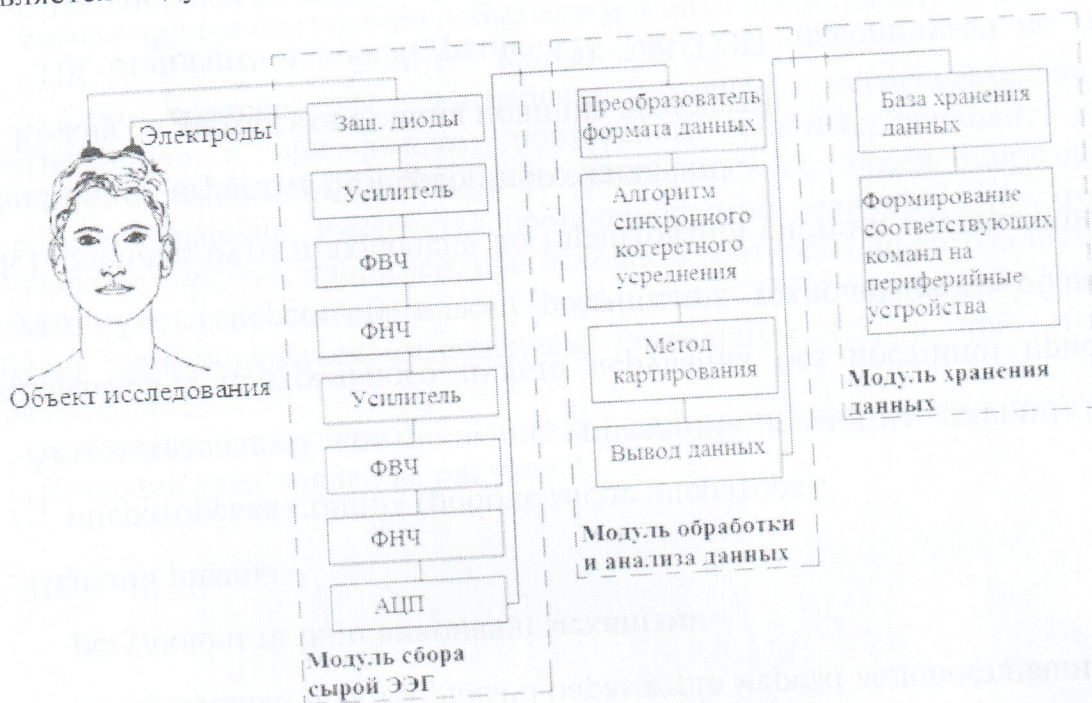 Электроды
Объект исследования
Заш. диоды
Усилитель
ФВЧ
ФНЧ
Усилитель
ФВЧ
ФНЧ
АЦП
Модуль сбора
сырой ЭЭГ
Преобразователь
формата данных
Алгоритм
синхронного
когеретного
усреднения
Метод
картирования
Вывод данных
Модуль обработки
и анализа данных
База хранения
данных
Формирование
соответствующих
команд на
периферийные
устройства
Модуль хранения
данных